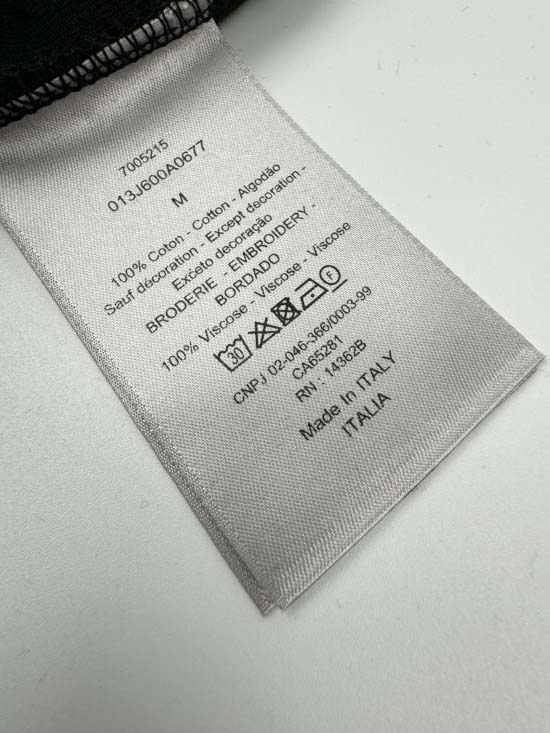 7005215
013J600A0677
M
100% Coton - Cotton - Algodão
Sauf décoration - Except decoration -
Exceto decoração
BRODERIE - EMBROIDERY -
BORDADO
100% Viscose - Viscose - Viscose
30 F
CNPJ 02-046-366/0003-99
CA65281
RN : 14362B
Made In ITALY
ITALIA